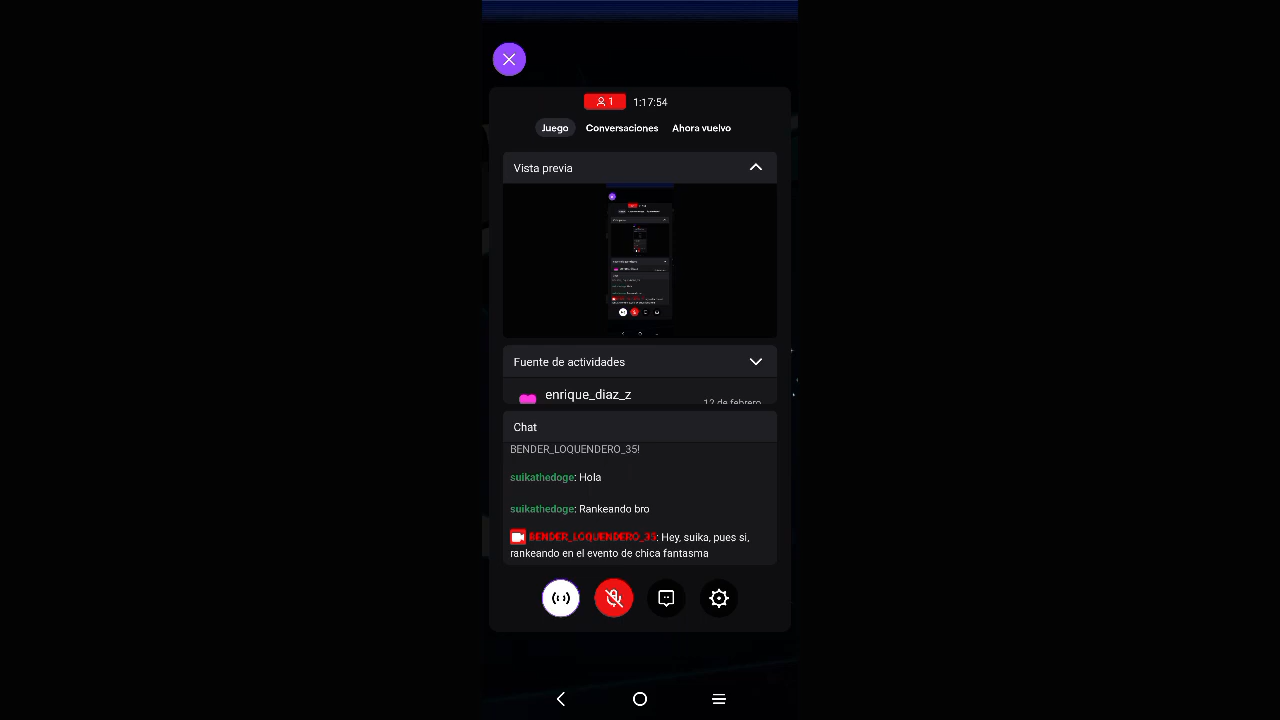 1 1:17:54
Juego Conversaciones Ahora vuelvo
Vista previa
Fuente de actividades
enrique_diaz_z
12 de febrero
Chat
BENDER_LOQUENDERO_35!
suikathedoge: Hola
suikathedoge: Rankeando bro
BENDER_LOQUENDERO_35: Hey, suika, pues si,
rankeando en el evento de chica fantasma